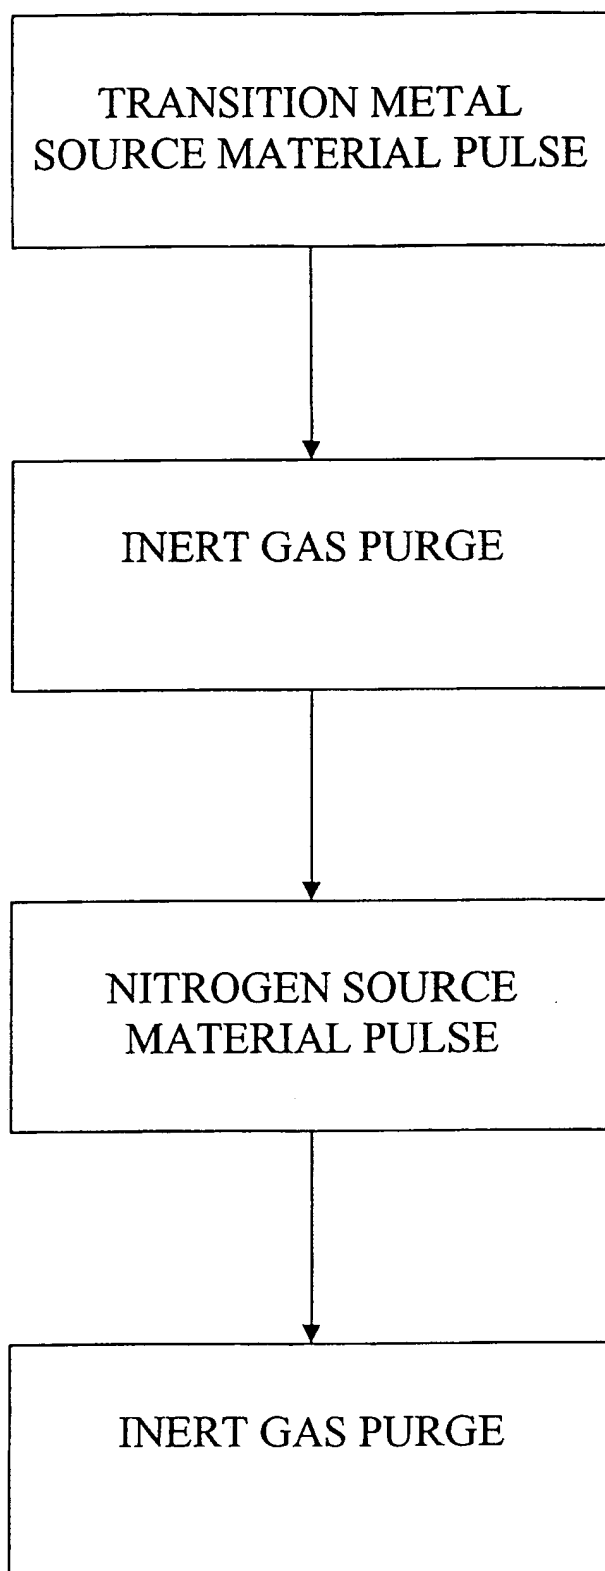 TRANSITION METAL
SOURCE MATERIAL PULSE
INERT GAS PURGE
NITROGEN SOURCE
MATERIAL PULSE
INERT GAS PURGE